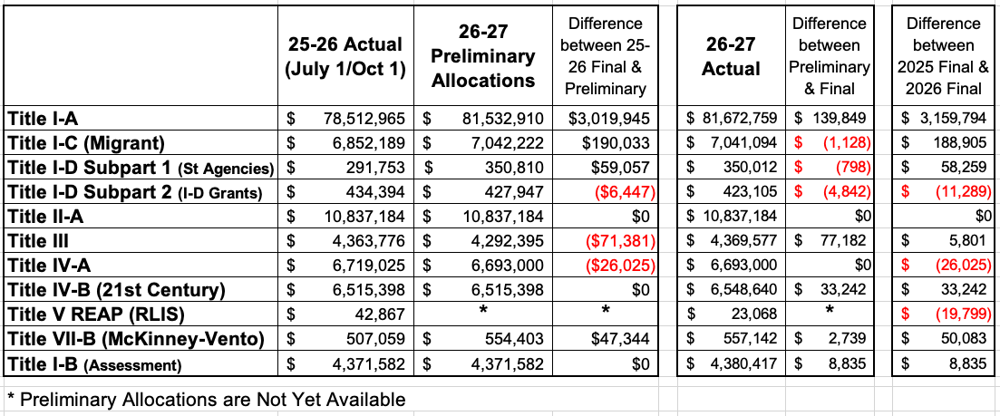 25-26 Actual (July 1/Oct 1) 26-27 Preliminary Allocations Difference between 25-26 Final & Preliminary 26-27 Actual Difference between Preliminary & Final Difference between 2025 Final & 2026 Final
Title I-A $ 78,512,965 $ 81,532,910 $3,019,945 $ 81,672,759 $ 139,849 $ 3,159,794
Title I-C (Migrant) $ 6,852,189 $ 7,042,222 $190,033 $ 7,041,094 $ (1,128) $ 188,905
Title I-D Subpart 1 (St Agencies) $ 291,753 $ 350,810 $59,057 $ 350,012 $ (798) $ 58,259
Title I-D Subpart 2 (I-D Grants) $ 434,394 $ 427,947 ($6,447) $ 423,105 $ (4,842) $ (11,289)
Title II-A $ 10,837,184 $ 10,837,184 $0 $ 10,837,184 $0 $0
Title III $ 4,363,776 $ 4,292,395 ($71,381) $ 4,369,577 $ 77,182 $ 5,801
Title IV-A $ 6,719,025 $ 6,693,000 ($26,025) $ 6,693,000 $0 $ (26,025)
Title IV-B (21st Century) $ 6,515,398 $ 6,515,398 $0 $ 6,548,640 $ 33,242 $ 33,242
Title V REAP (RLIS) $ 42,867 * * $ 23,068 * $ (19,799)
Title VII-B (McKinney-Vento) $ 507,059 $ 554,403 $47,344 $ 557,142 $ 2,739 $ 50,083
Title I-B (Assessment) $ 4,371,582 $ 4,371,582 $0 $ 4,380,417 $ 8,835 $ 8,835
* Preliminary Allocations are Not Yet Available